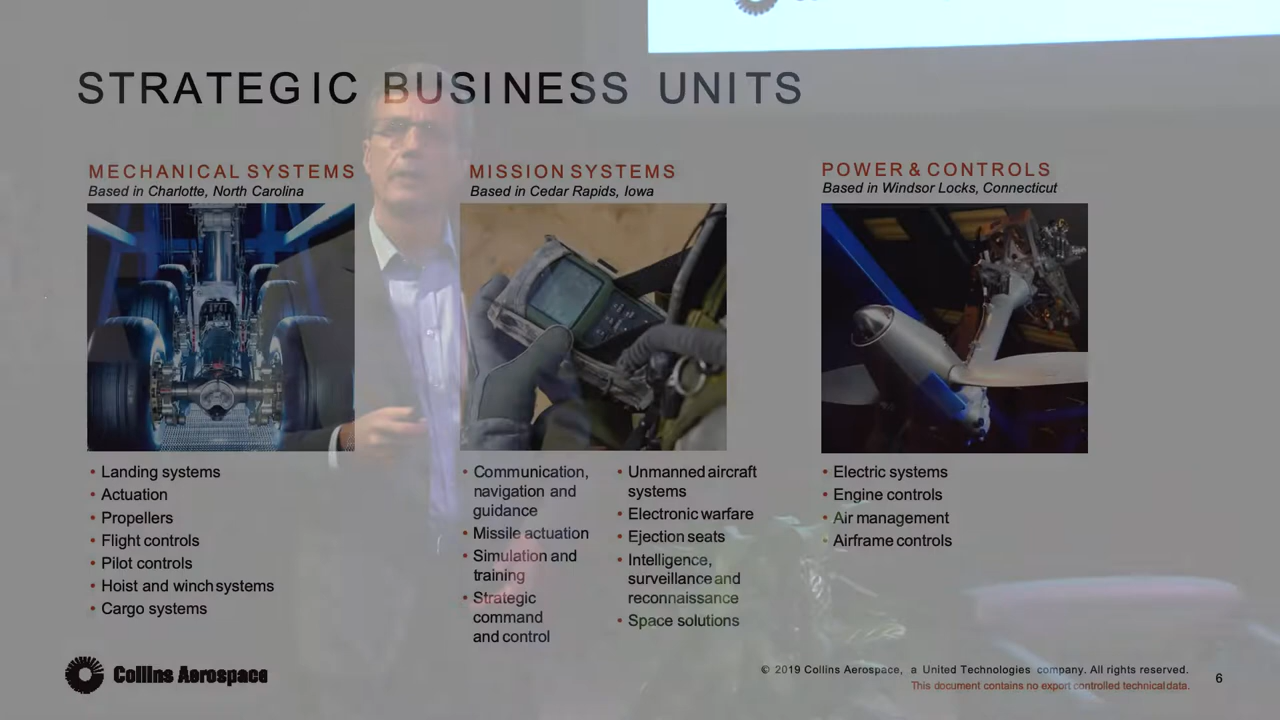 STRATEGIC BUSINESS UNITS
MECHANICAL SYSTEMS
Based in Charlotte, North Carolina
• Landing systems
• Actuation
• Propellers
• Flight controls
• Pilot controls
• Hoist and winch systems
• Cargo systems
MISSION SYSTEMS
Based in Cedar Rapids, Iowa
• Communication,
navigation and
guidance
• Missile actuation
• Simulation and
training
• Strategic
command
and control
• Unmanned aircraft
systems
• Electronic warfare
• Ejection seats
• Intelligence,
surveillance and
reconnaissance
• Space solutions
POWER & CONTROLS
Based in Windsor Locks, Connecticut
• Electric systems
• Engine controls
• Air management
• Airframe controls
Collins Aerospace
© 2019 Collins Aerospace, a United Technologies company. All rights reserved.
This document contains no export controlled technical data.
6